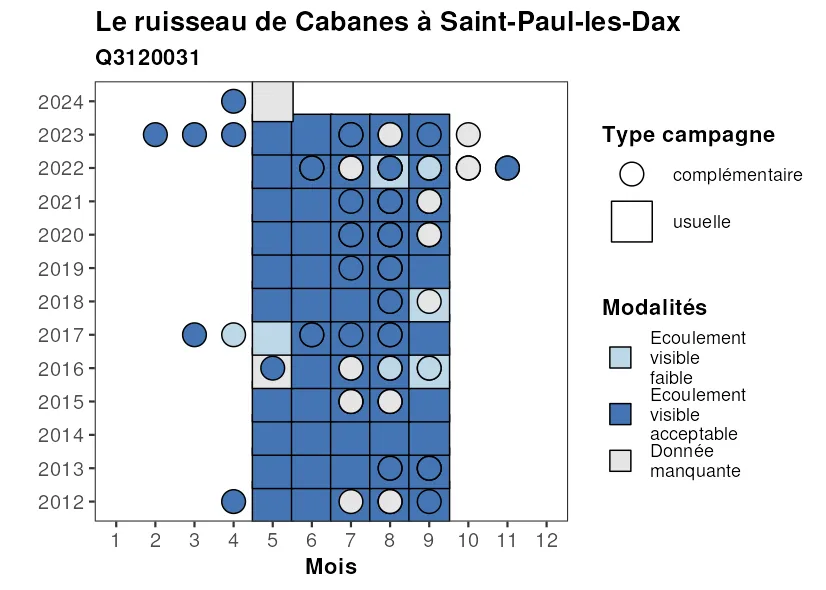 Le ruisseau de Cabanes à Saint-Paul-les-Dax
Q3120031
2024
2023
2022
2021
2020
2019
2018
2017
2016
2015
2014
2013
2012
1 2 3 4 5 6 7 8 9 10 11 12
Mois
Type campagne
complémentaire
usuelle
Modalités
Ecoulement
visible
faible
Ecoulement
visible
acceptable
Donnée
manquante